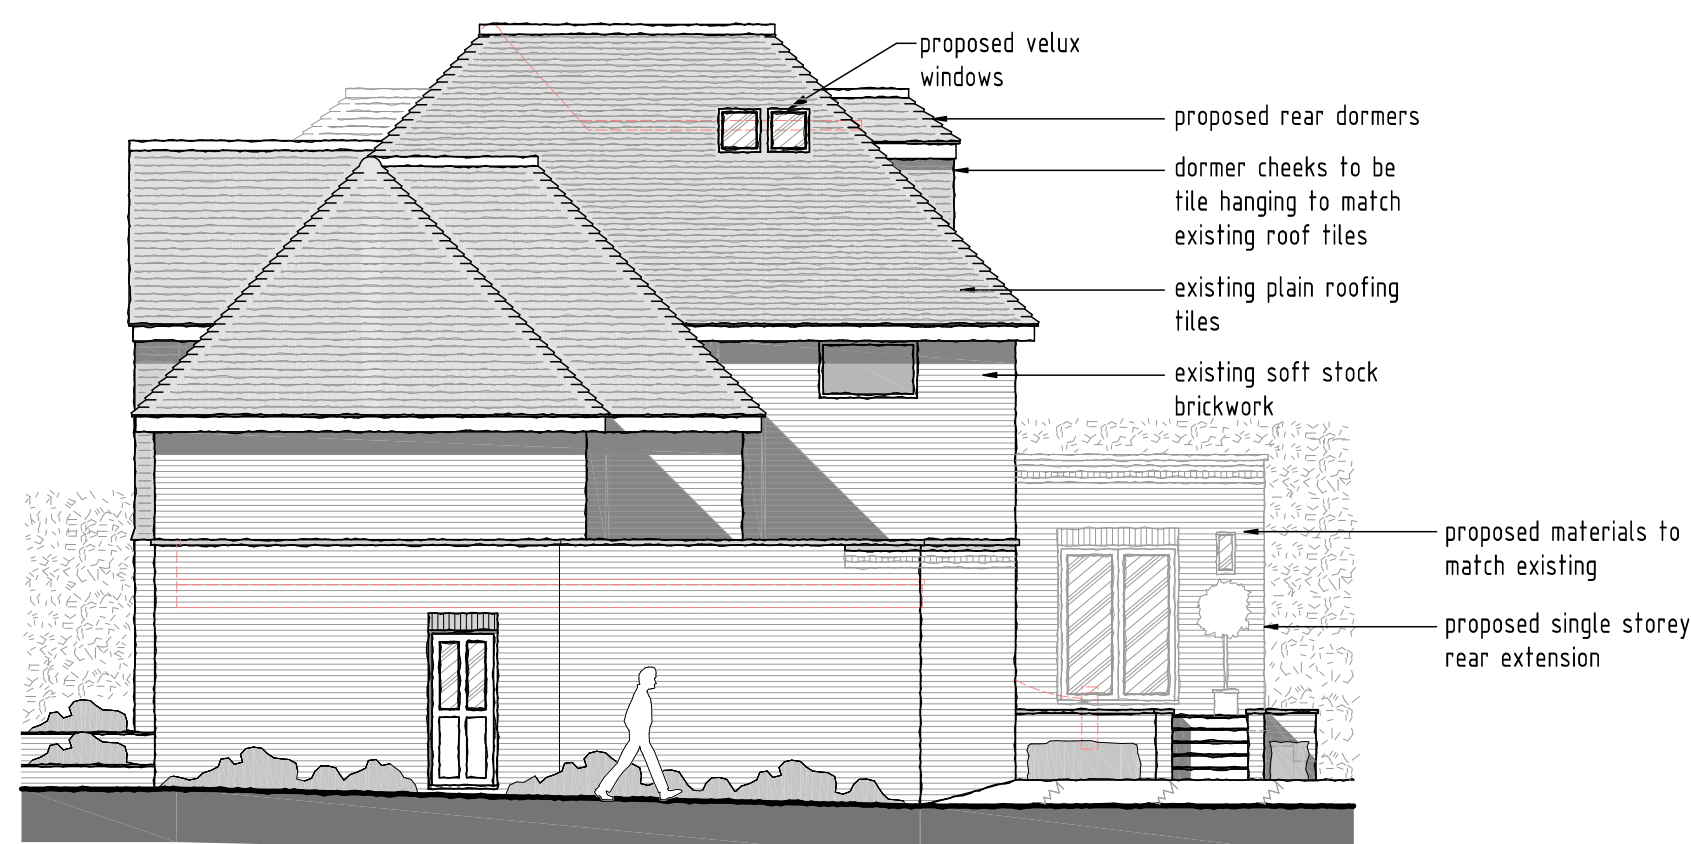 proposed velux
windows
proposed rear dormers
dormer cheeks to be
tile hanging to match
existing roof tiles
existing plain roofing
tiles
existing soft stock
brickwork
proposed materials to
match existing
proposed single storey
rear extension